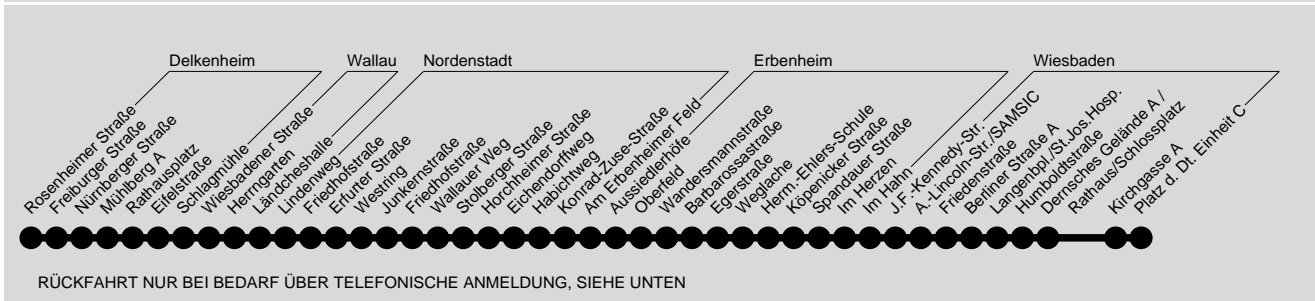 Delkenheim
Wallau
Nordenstadt
Erbenheim
Wiesbaden
Rosenheimer Straße
Freiburger Straße
Nürnberger Straße
Mühlberg A
Rathausplatz
Eifelstraße
Schlagmühle
Wiesbadener Straße
Herrngarten
Ländcheshalle
Lindenweg
Friedhofstraße
Erfurter Straße
Westring
Junkernstraße
Friedhofstraße
Wallauer Weg
Stolberger Straße
Horchheimer Straße
Eichendorffweg
Habichtweg
Konrad-Zuse-Straße
Am Erbenheimer Feld
Aussiedlerhöfe
Oberfeld
Wandersmannstraße
Barbarossastraße
Egerstraße
Weglache
Herm.-Ehlers-Schule
Köpenicker Straße
Spandauer Straße
Im Herzen
Im Hahn
J.F.-Kennedy-Str.
A.-Lincoln-Str./SAMSIC
Friedenstraße
Friedenstraße A
Berliner Straße A
Langenbpl./St.Jos.Hosp.
Humboldtstraße
Dernsches Gelände A /
Rathaus/Schlossplatz
Kirchgasse A
Platz d. Dt. Einheit C
RÜCKFAHRT NUR BEI BEDARF ÜBER TELEFONISCHE ANMELDUNG, SIEHE UNTEN